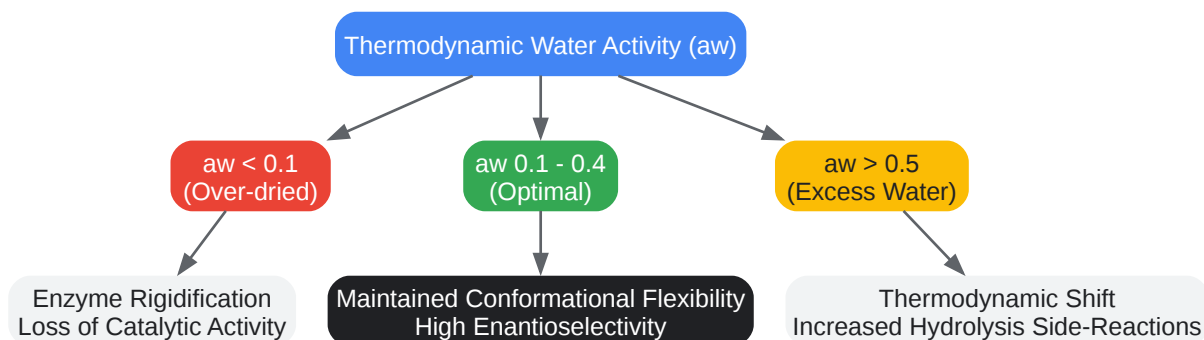 Thermodynamic Water Activity (aw)
aw < 0.1
(Over-dried)
aw 0.1 - 0.4
(Optimal)
aw > 0.5
(Excess Water)
Enzyme Rigidification
Loss of Catalytic Activity
Maintained Conformational Flexibility
High Enantioselectivity
Thermodynamic Shift
Increased Hydrolysis Side-Reactions